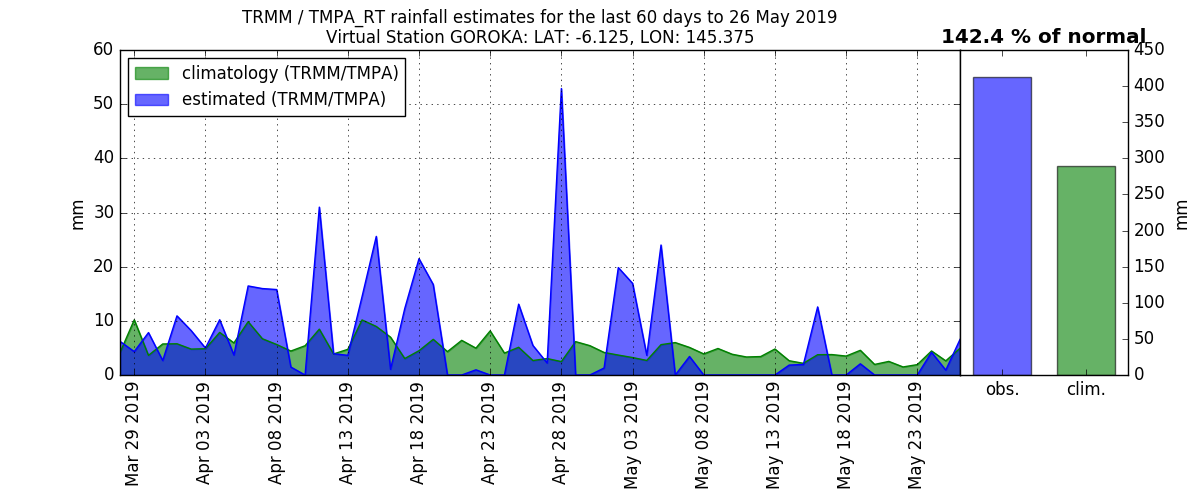 TRMM / TMPA_RT rainfall estimates for the last 60 days to 26 May 2019
Virtual Station GOROKA: LAT: -6.125, LON: 145.375
142.4 % of normal
climatology (TRMM/TMPA)
estimated (TRMM/TMPA)
60
50
40
30
20
10
0
mm
Mar 29 2019
Apr 03 2019
Apr 08 2019
Apr 13 2019
Apr 18 2019
Apr 23 2019
Apr 28 2019
May 03 2019
May 08 2019
May 13 2019
May 18 2019
May 23 2019
450
400
350
300
250
200
150
100
50
0
mm
obs.
clim.